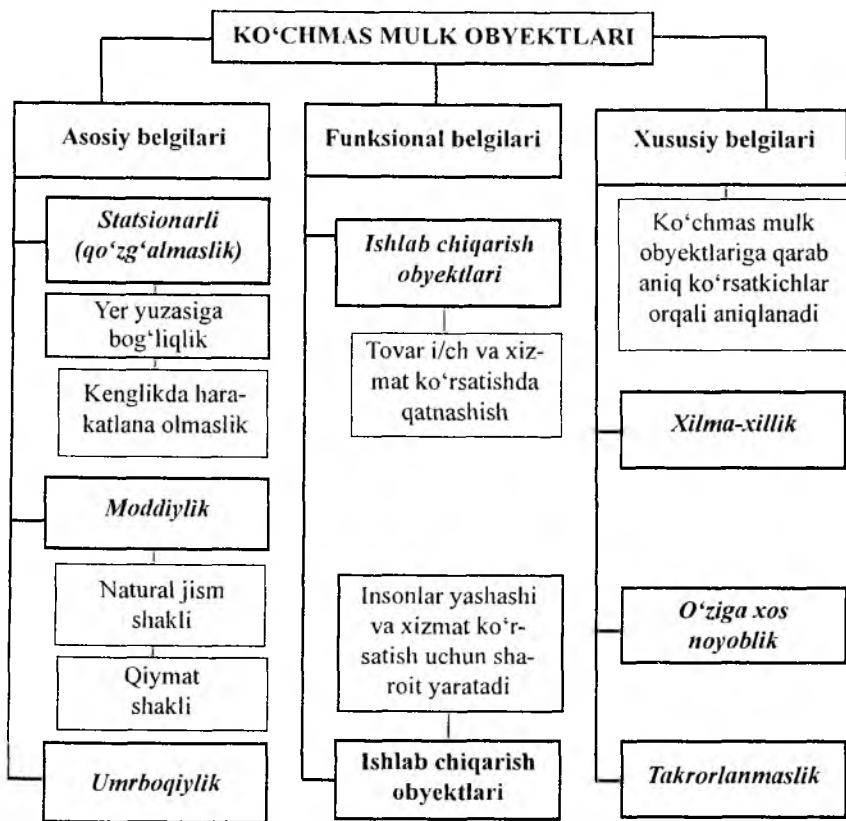 KO‘CHMAS MULK OBYEKTLARI
Asosiy belgilari
Statsionarli
(qo‘zg‘almaslik)
Yer yuzasiga
bog‘liqlik
Kenglikda hara-
katlana olmaslik
Moddiylik
Natural jism
shakli
Qiymat
shakli
Umrboqiylik
Funksional belgilari
Ishlab chiqarish
obyektlari
Tovar i/ch va xiz-
mat ko‘rsatishda
qatnashish
Insonlar yashashi
va xizmat ko‘r-
satish uchun sha-
roit yaratadi
Ishlab chiqarish
obyektlari
Xususiy belgilari
Ko‘chmas mulk
obyektlariga qarab
aniq ko‘rsatkichlar
orqali aniqlanadi
Xilma-xillik
O‘ziga xos
noyoblik
Takrorlanmaslik